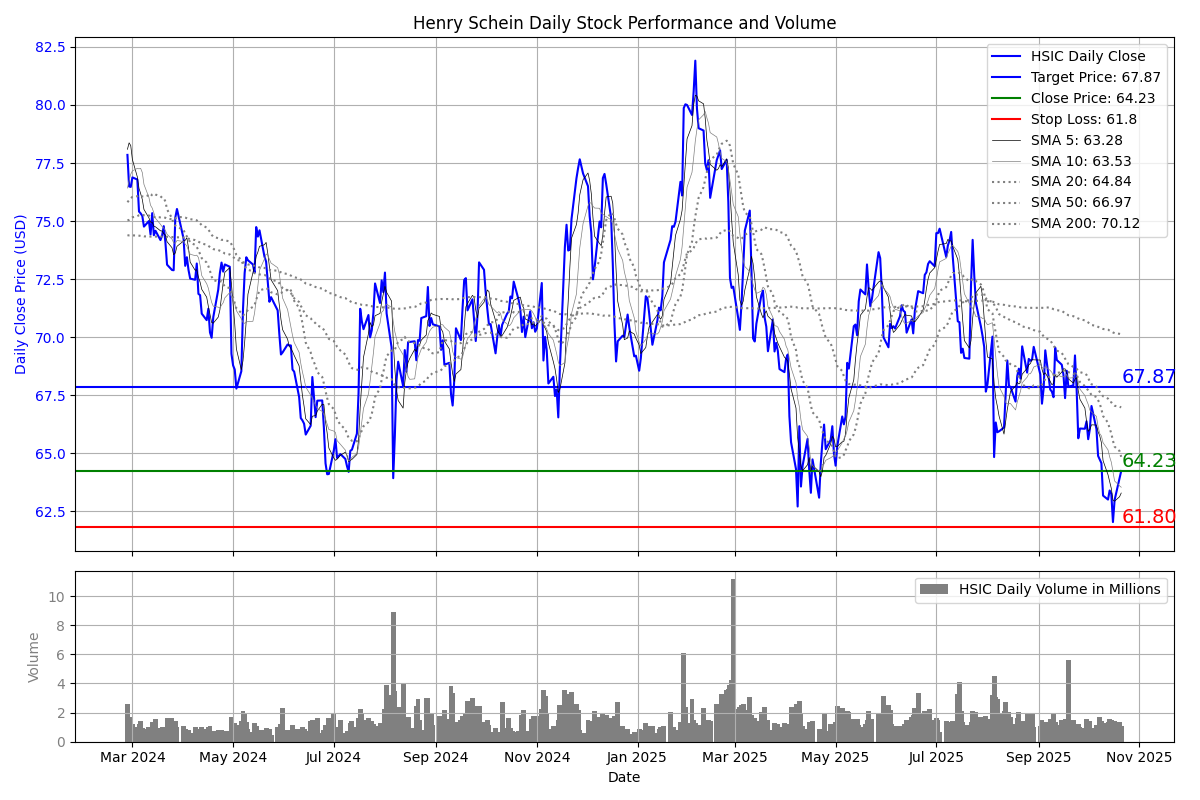 Henry Schein Daily Stock Performance and Volume
82.5
80.0
77.5
75.0
72.5
70.0
67.5
65.0
62.5
Daily Close Price (USD)
HSIC Daily Close
Target Price: 67.87
Close Price: 64.23
Stop Loss: 61.8
SMA 5: 63.28
SMA 10: 63.53
SMA 20: 64.84
SMA 50: 66.97
SMA 200: 70.12
67.87
64.23
61.80
10
8
6
4
2
0
Volume
HSIC Daily Volume in Millions
Mar 2024 May 2024 Jul 2024 Sep 2024 Nov 2024 Jan 2025 Mar 2025 May 2025 Jul 2025 Sep 2025 Nov 2025
Date